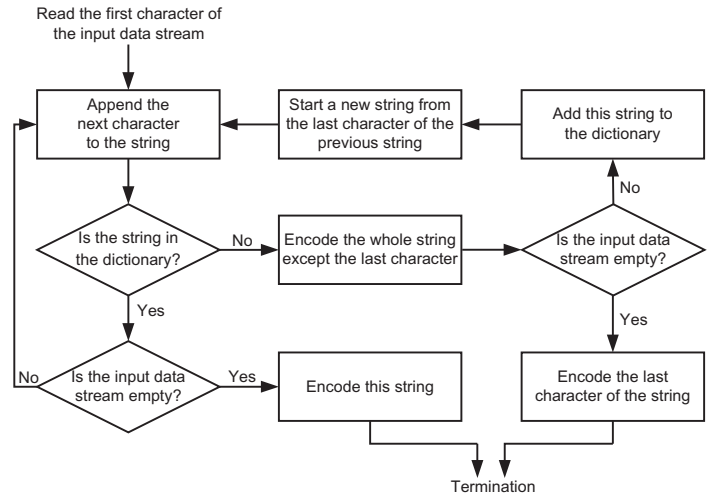 Read the first character of
the input data stream
Append the
next character
to the string
Start a new string from
the last character of the
previous string
Add this string to
the dictionary
No
Is the string in
the dictionary?
No
Encode the whole string
except the last character
Is the input data
stream empty?
Yes
Yes
No
Is the input data
stream empty?
Yes
Encode this string
Encode the last
character of the string
Termination